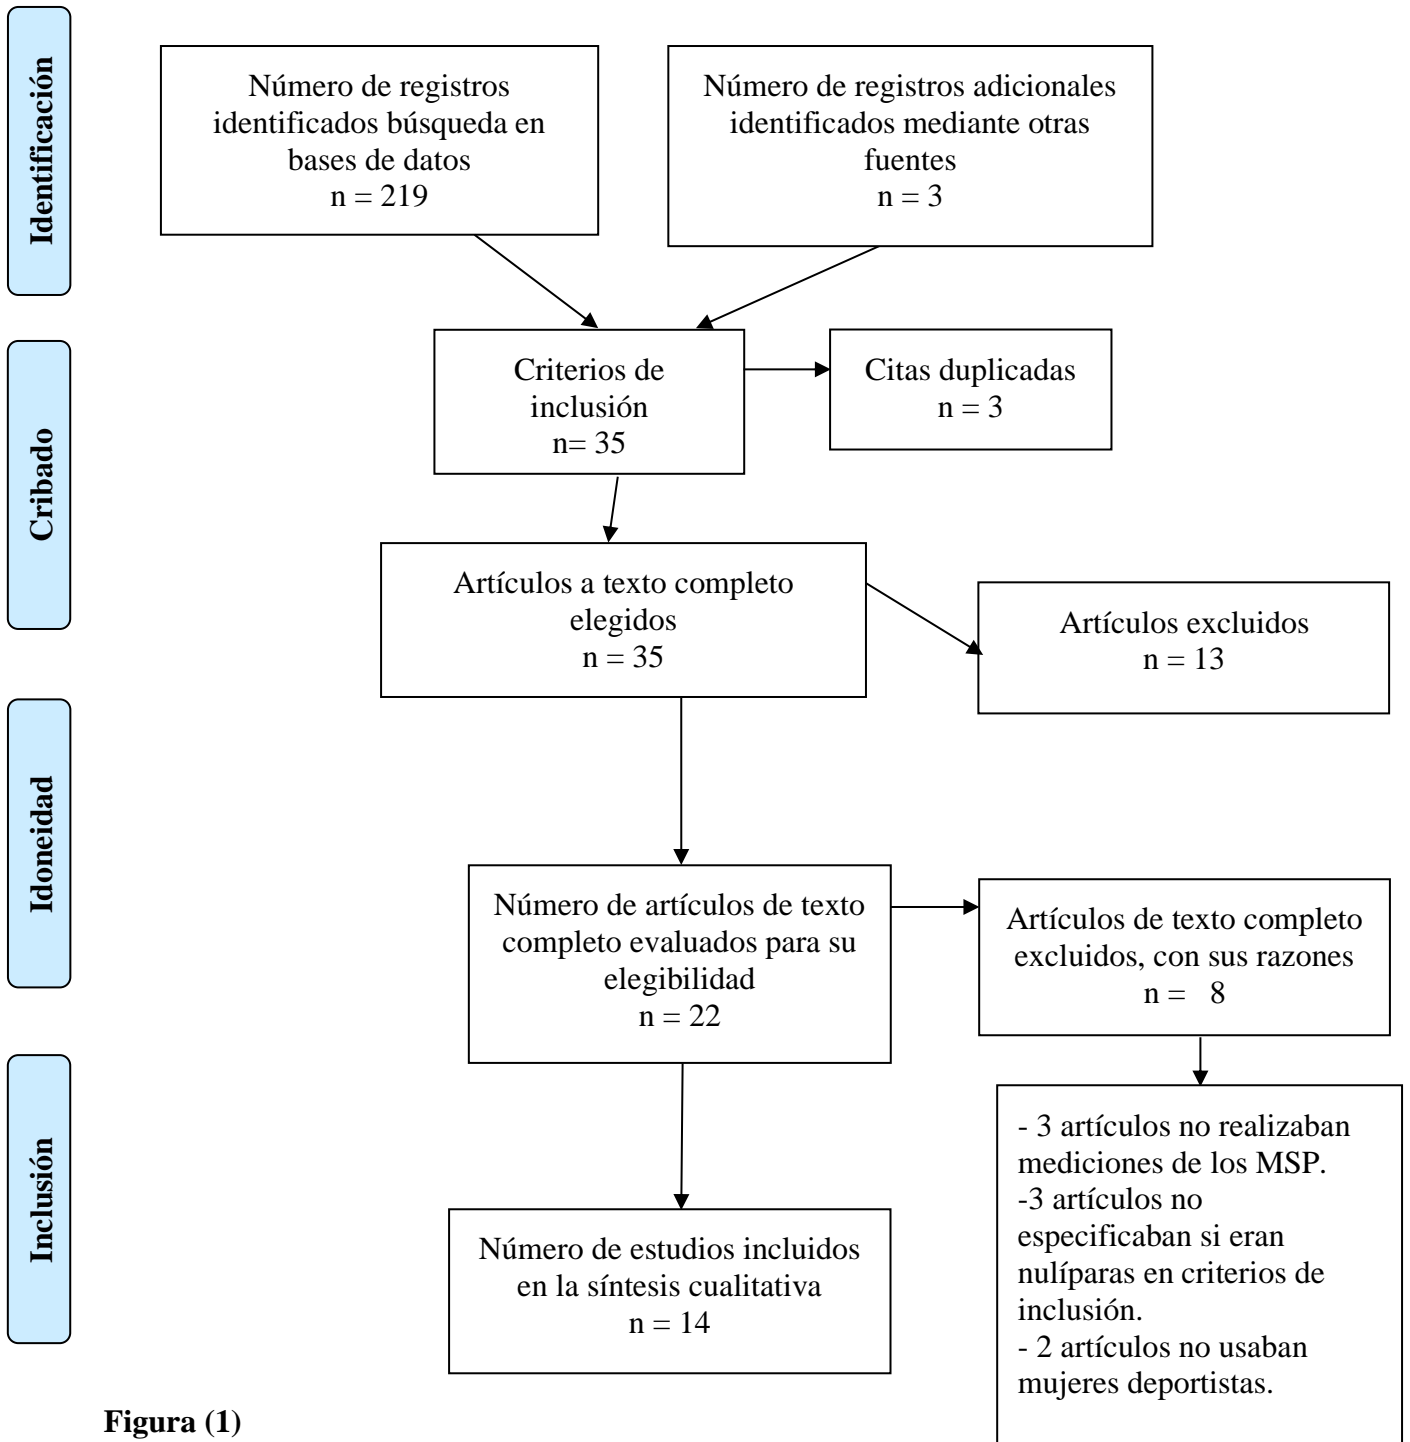 Identificación
Número de registros
identificados búsqueda en
bases de datos
n = 219
Número de registros adicionales
identificados mediante otras
fuentes
n = 3
Cribado
Criterios de
inclusión
n= 35
Citas duplicadas
n = 3
Artículos a texto completo
elegidos
n = 35
Artículos excluidos
n = 13
Idoneidad
Número de artículos de texto
completo evaluados para su
elegibilidad
n = 22
Artículos de texto completo
excluidos, con sus razones
n =   8
Inclusión
- 3 artículos no realizaban
mediciones de los MSP.
-3 artículos no
especificaban si eran
nulíparas en criterios de
inclusión.
- 2 artículos no usaban
mujeres deportistas.
Número de estudios incluidos
en la síntesis cualitativa
n = 14
Figura (1)